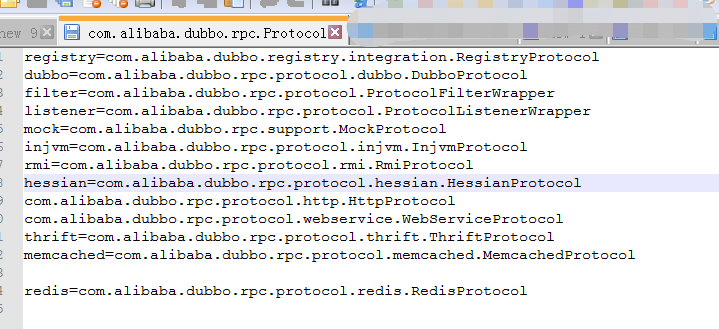 new 9
com.alibaba.dubbo.rpc.Protocol
registry=com.alibaba.dubbo.registry.integration.RegistryProtocol
dubbo=com.alibaba.dubbo.rpc.protocol.dubbo.DubboProtocol
filter=com.alibaba.dubbo.rpc.protocol.ProtocolFilterWrapper
listener=com.alibaba.dubbo.rpc.protocol.ProtocolListenerWrapper
mock=com.alibaba.dubbo.rpc.support.MockProtocol
injvm=com.alibaba.dubbo.rpc.protocol.injvm.InjvmProtocol
rmi=com.alibaba.dubbo.rpc.protocol.rmi.RmiProtocol
hessian=com.alibaba.dubbo.rpc.protocol.hessian.HessianProtocol
com.alibaba.dubbo.rpc.protocol.http.HttpProtocol
com.alibaba.dubbo.rpc.protocol.webservice.WebServiceProtocol
thrift=com.alibaba.dubbo.rpc.protocol.thrift.ThriftProtocol
memcached=com.alibaba.dubbo.rpc.protocol.memcached.MemcachedProtocol
redis=com.alibaba.dubbo.rpc.protocol.redis.RedisProtocol